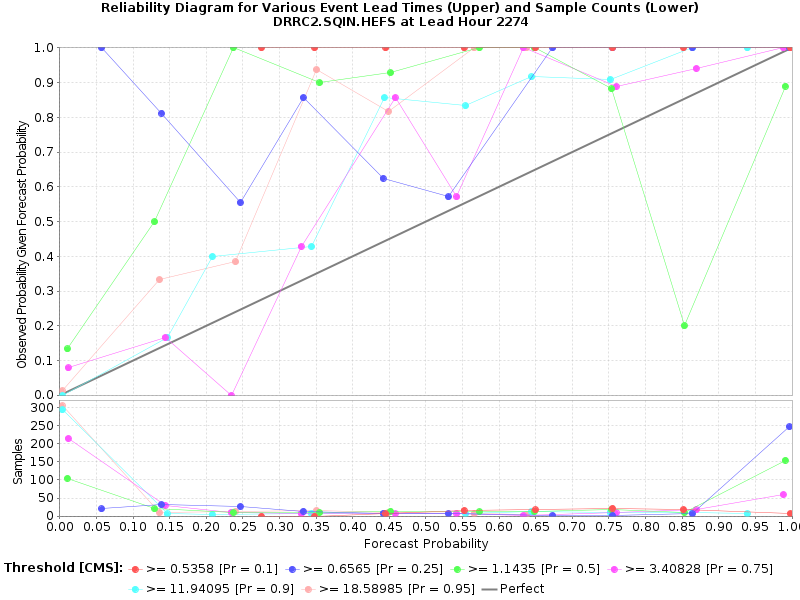 Reliability Diagram for Various Event Lead Times (Upper) and Sample Counts (Lower)
DRRC2.SQIN.HEFS at Lead Hour 2274
Observed Probability Given Forecast Probability
1.0
0.9
0.8
0.7
0.6
0.5
0.4
0.3
0.2
0.1
0.0
Samples
300
250
200
150
100
50
0
0.00 0.05 0.10 0.15 0.20 0.25 0.30 0.35 0.40 0.45 0.50 0.55 0.60 0.65 0.70 0.75 0.80 0.85 0.90 0.95 1.0
Forecast Probability
Threshold [CMS]: >= 0.5358 [Pr = 0.1] >= 0.6565 [Pr = 0.25] >= 1.1435 [Pr = 0.5] >= 3.40828 [Pr = 0.75]
>= 11.94095 [Pr = 0.9] >= 18.58985 [Pr = 0.95] Perfect